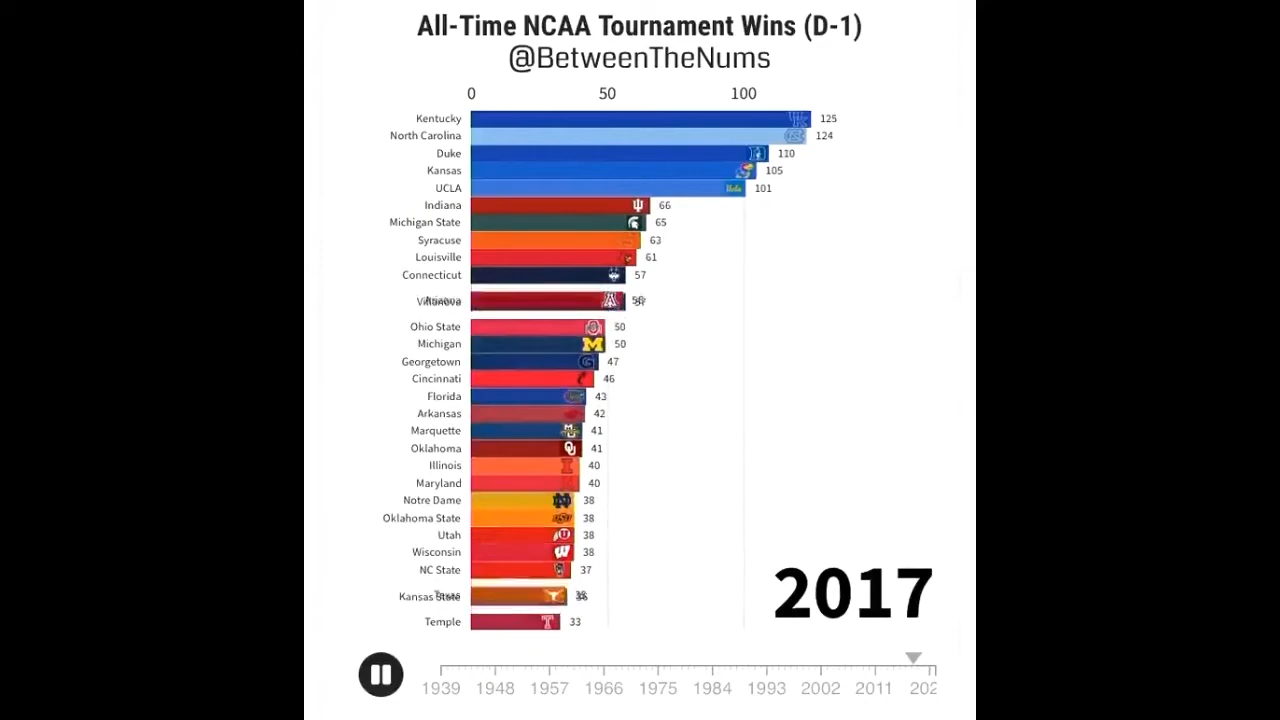 All-Time NCAA Tournament Wins (D-1)
@BetweenTheNums
0 50 100
Kentucky 125
North Carolina 124
Duke 110
Kansas 105
UCLA 101
Indiana 66
Michigan State 65
Syracuse 63
Louisville 61
Connecticut 57
Villanova
Ohio State 50
Michigan 50
Georgetown 47
Cincinnati 46
Florida 43
Arkansas 42
Marquette 41
Oklahoma 41
Illinois 40
Maryland 40
Notre Dame 38
Oklahoma State 38
Utah 38
Wisconsin 38
NC State 37
Kansas State
Temple 33
2017
1939 1948 1957 1966 1975 1984 1993 2002 2011 202